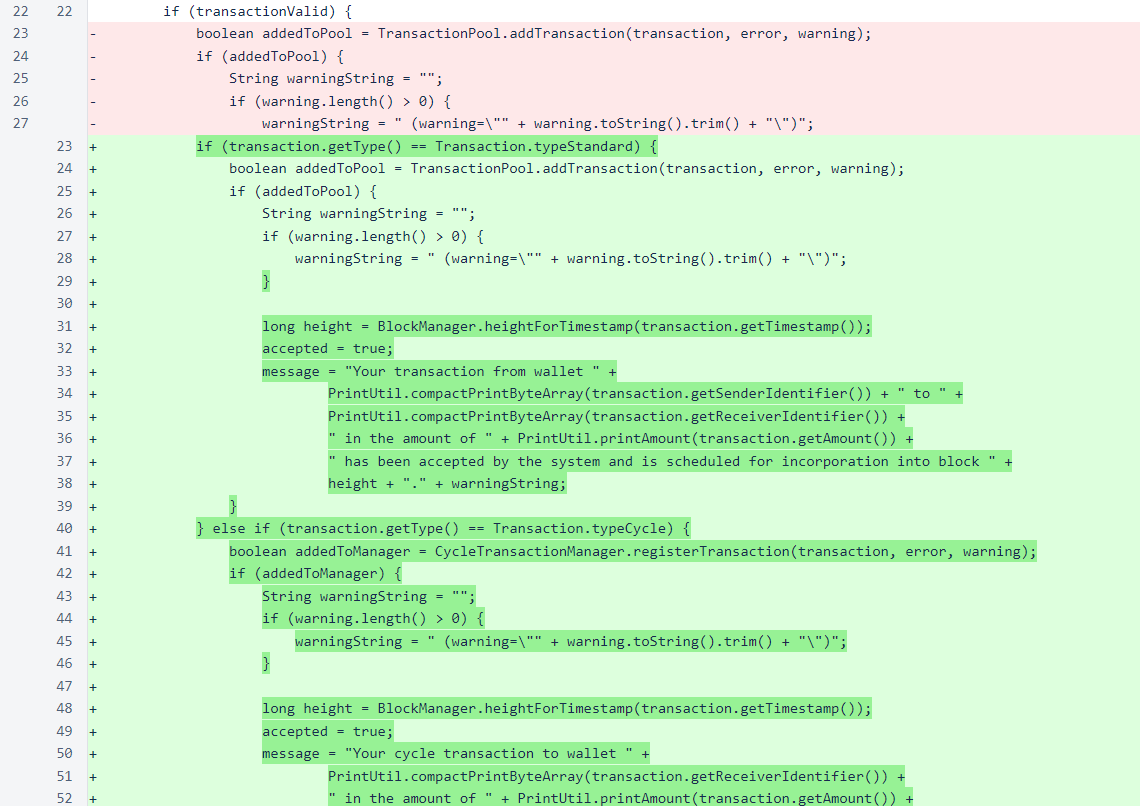 22 22 if (transactionValid) {
23 - boolean addedToPool = TransactionPool.addTransaction(transaction, error, warning);
24 - if (addedToPool) {
25 - String warningString = "";
26 - if (warning.length() > 0) {
27 - warningString = " (warning=\"" + warning.toString().trim() + "\")";
23 + if (transaction.getType() == Transaction.typeStandard) {
24 + boolean addedToPool = TransactionPool.addTransaction(transaction, error, warning);
25 + if (addedToPool) {
26 + String warningString = "";
27 + if (warning.length() > 0) {
28 + warningString = " (warning=\"" + warning.toString().trim() + "\")";
29 + }
30 +
31 + long height = BlockManager.heightForTimestamp(transaction.getTimestamp());
32 + accepted = true;
33 + message = "Your transaction from wallet " +
34 + PrintUtil.compactPrintByteArray(transaction.getSenderIdentifier()) + " to " +
35 + PrintUtil.compactPrintByteArray(transaction.getReceiverIdentifier()) +
36 + " in the amount of " + PrintUtil.printAmount(transaction.getAmount()) +
37 + " has been accepted by the system and is scheduled for incorporation into block " +
38 + height + "." + warningString;
39 + }
40 + } else if (transaction.getType() == Transaction.typeCycle) {
41 + boolean addedToManager = CycleTransactionManager.registerTransaction(transaction, error, warning);
42 + if (addedToManager) {
43 + String warningString = "";
44 + if (warning.length() > 0) {
45 + warningString = " (warning=\"" + warning.toString().trim() + "\")";
46 + }
47 +
48 + long height = BlockManager.heightForTimestamp(transaction.getTimestamp());
49 + accepted = true;
50 + message = "Your cycle transaction to wallet " +
51 + PrintUtil.compactPrintByteArray(transaction.getReceiverIdentifier()) +
52 + " in the amount of " + PrintUtil.printAmount(transaction.getAmount()) +